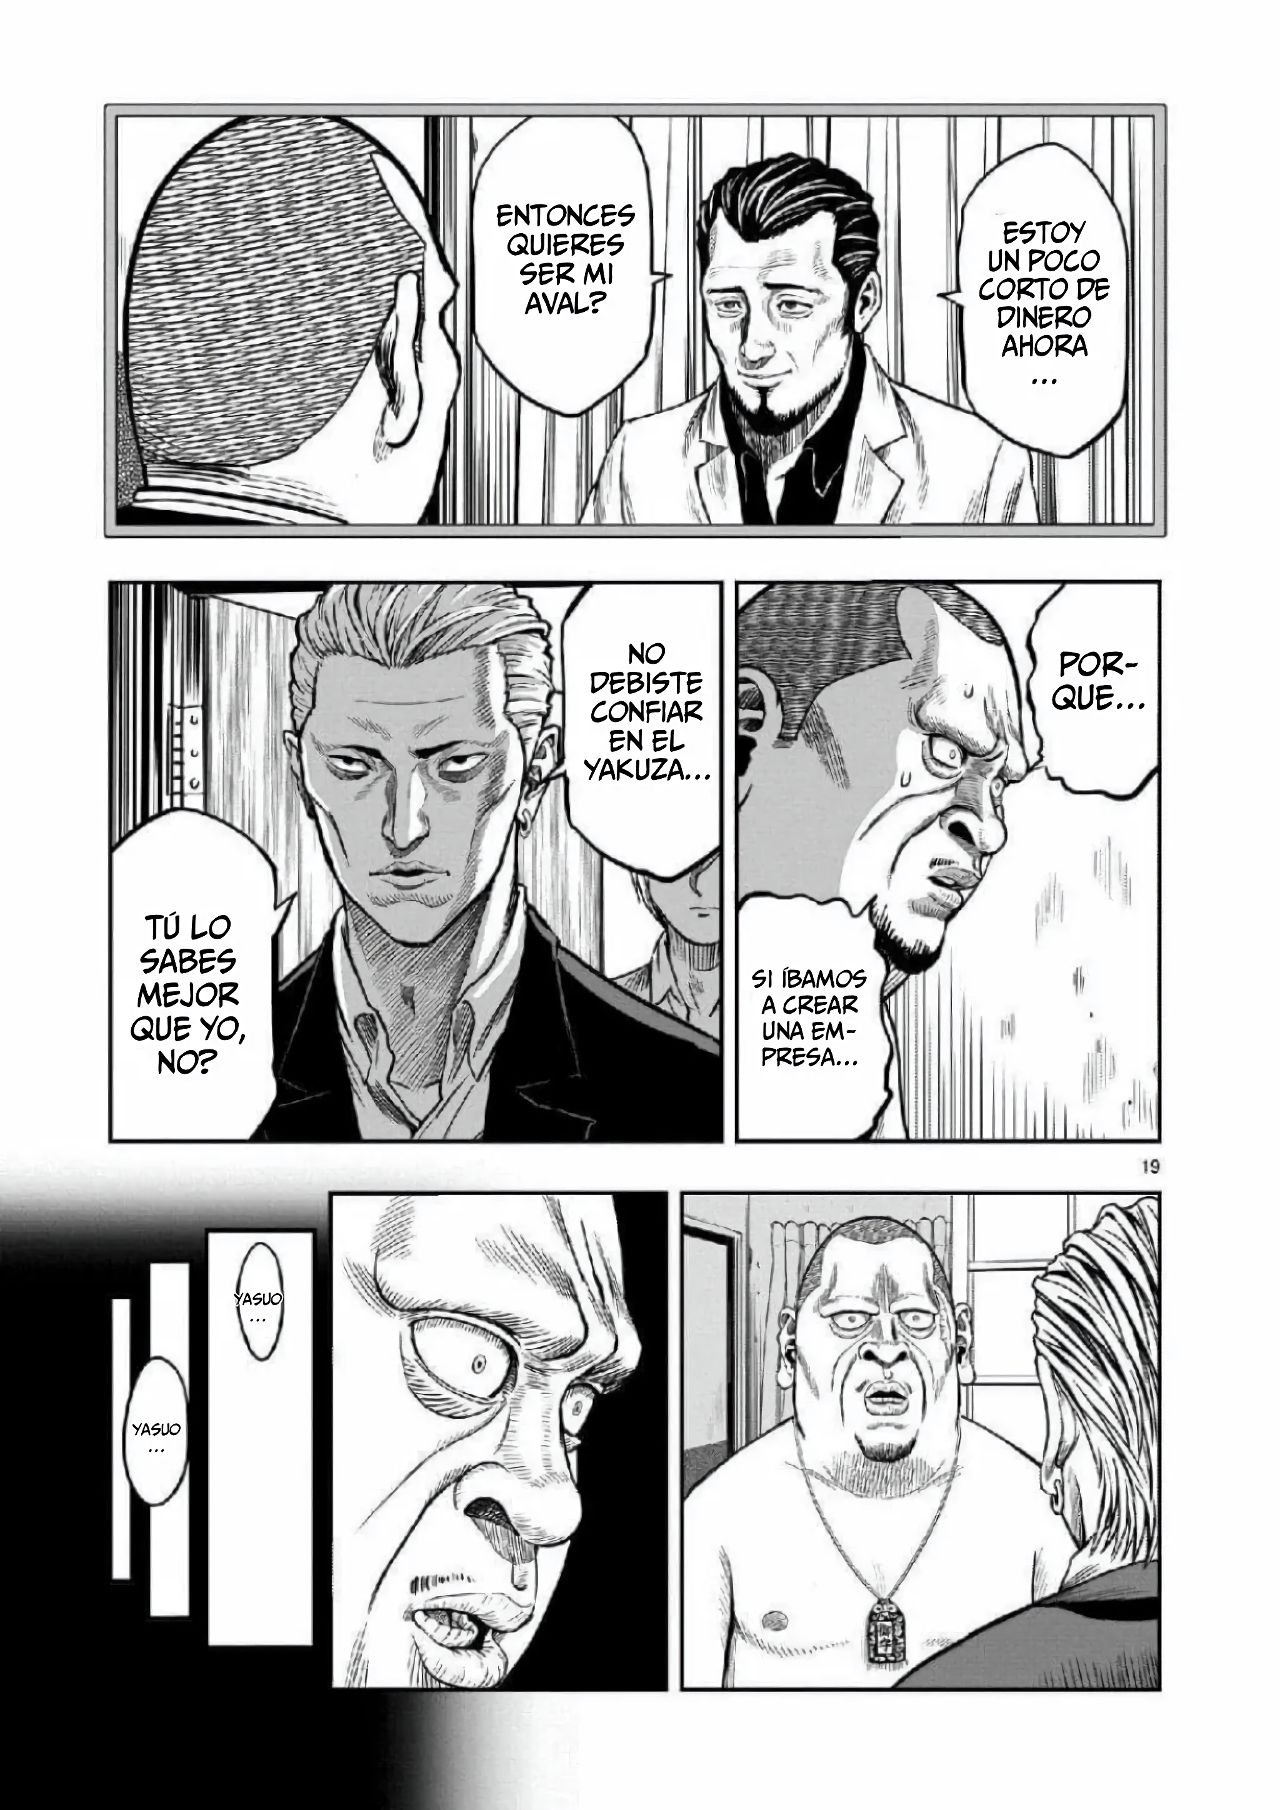 ESTOY
UN POCO
CORTO DE
DINERO
AHORA
...
ENTONCES
QUIERES
SER MI
AVAL?
POR-
QUE...
SI ÍBAMOS
A CREAR
UNA EM-
PRESA...
NO
DEBISTE
CONFIAR
EN EL
YAKUZA...
TÚ LO
SABES
MEJOR
QUE YO,
NO?
19
YASUO
...
YASUO
...